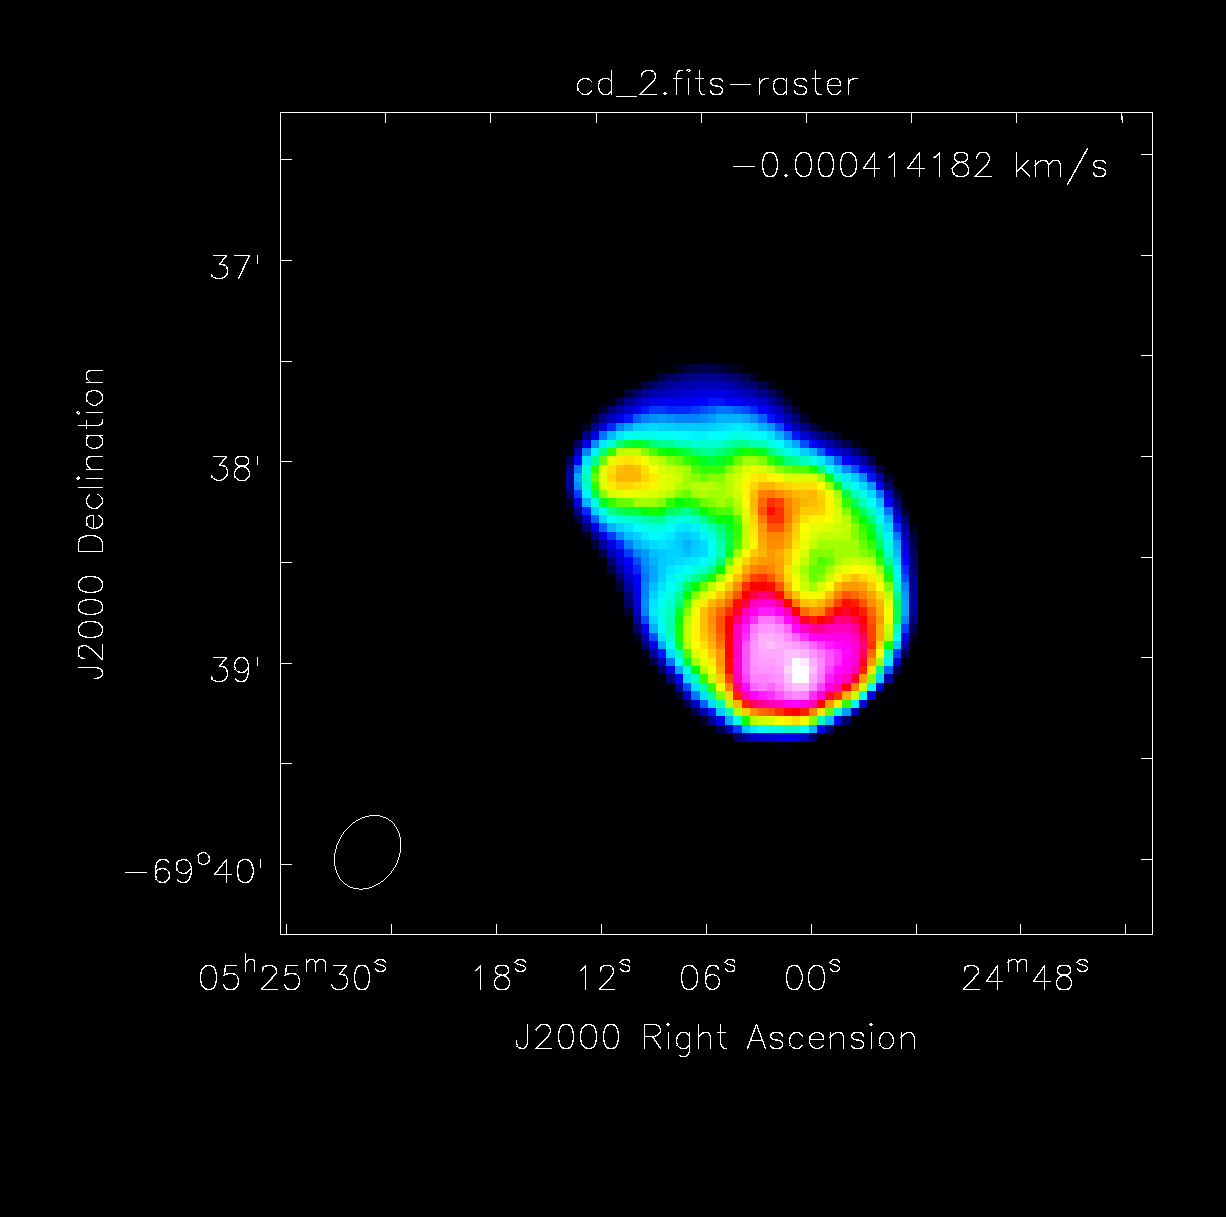 cd_2.fits-raster
-0.000414182 km/s
37'
38'
39'
-69°40'
J2000 Declination
05h25m30s 18s 12s 06s 00s 24m48s
J2000 Right Ascension